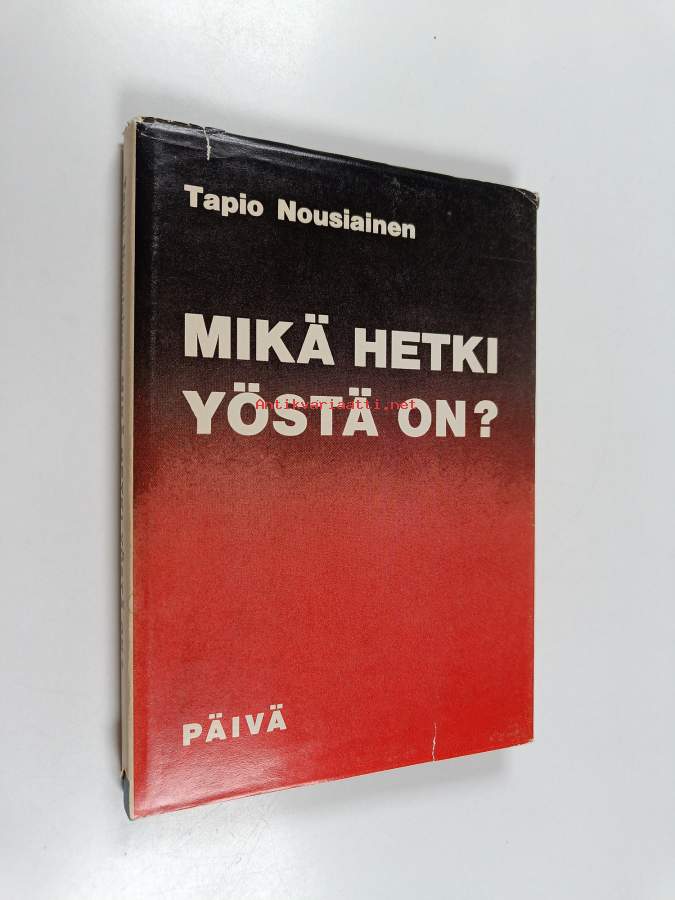 Tapio Nousiainen
MIKÄ HETKI
YÖSTÄ ON?
Antikvariaatti.net
PÄIVÄ